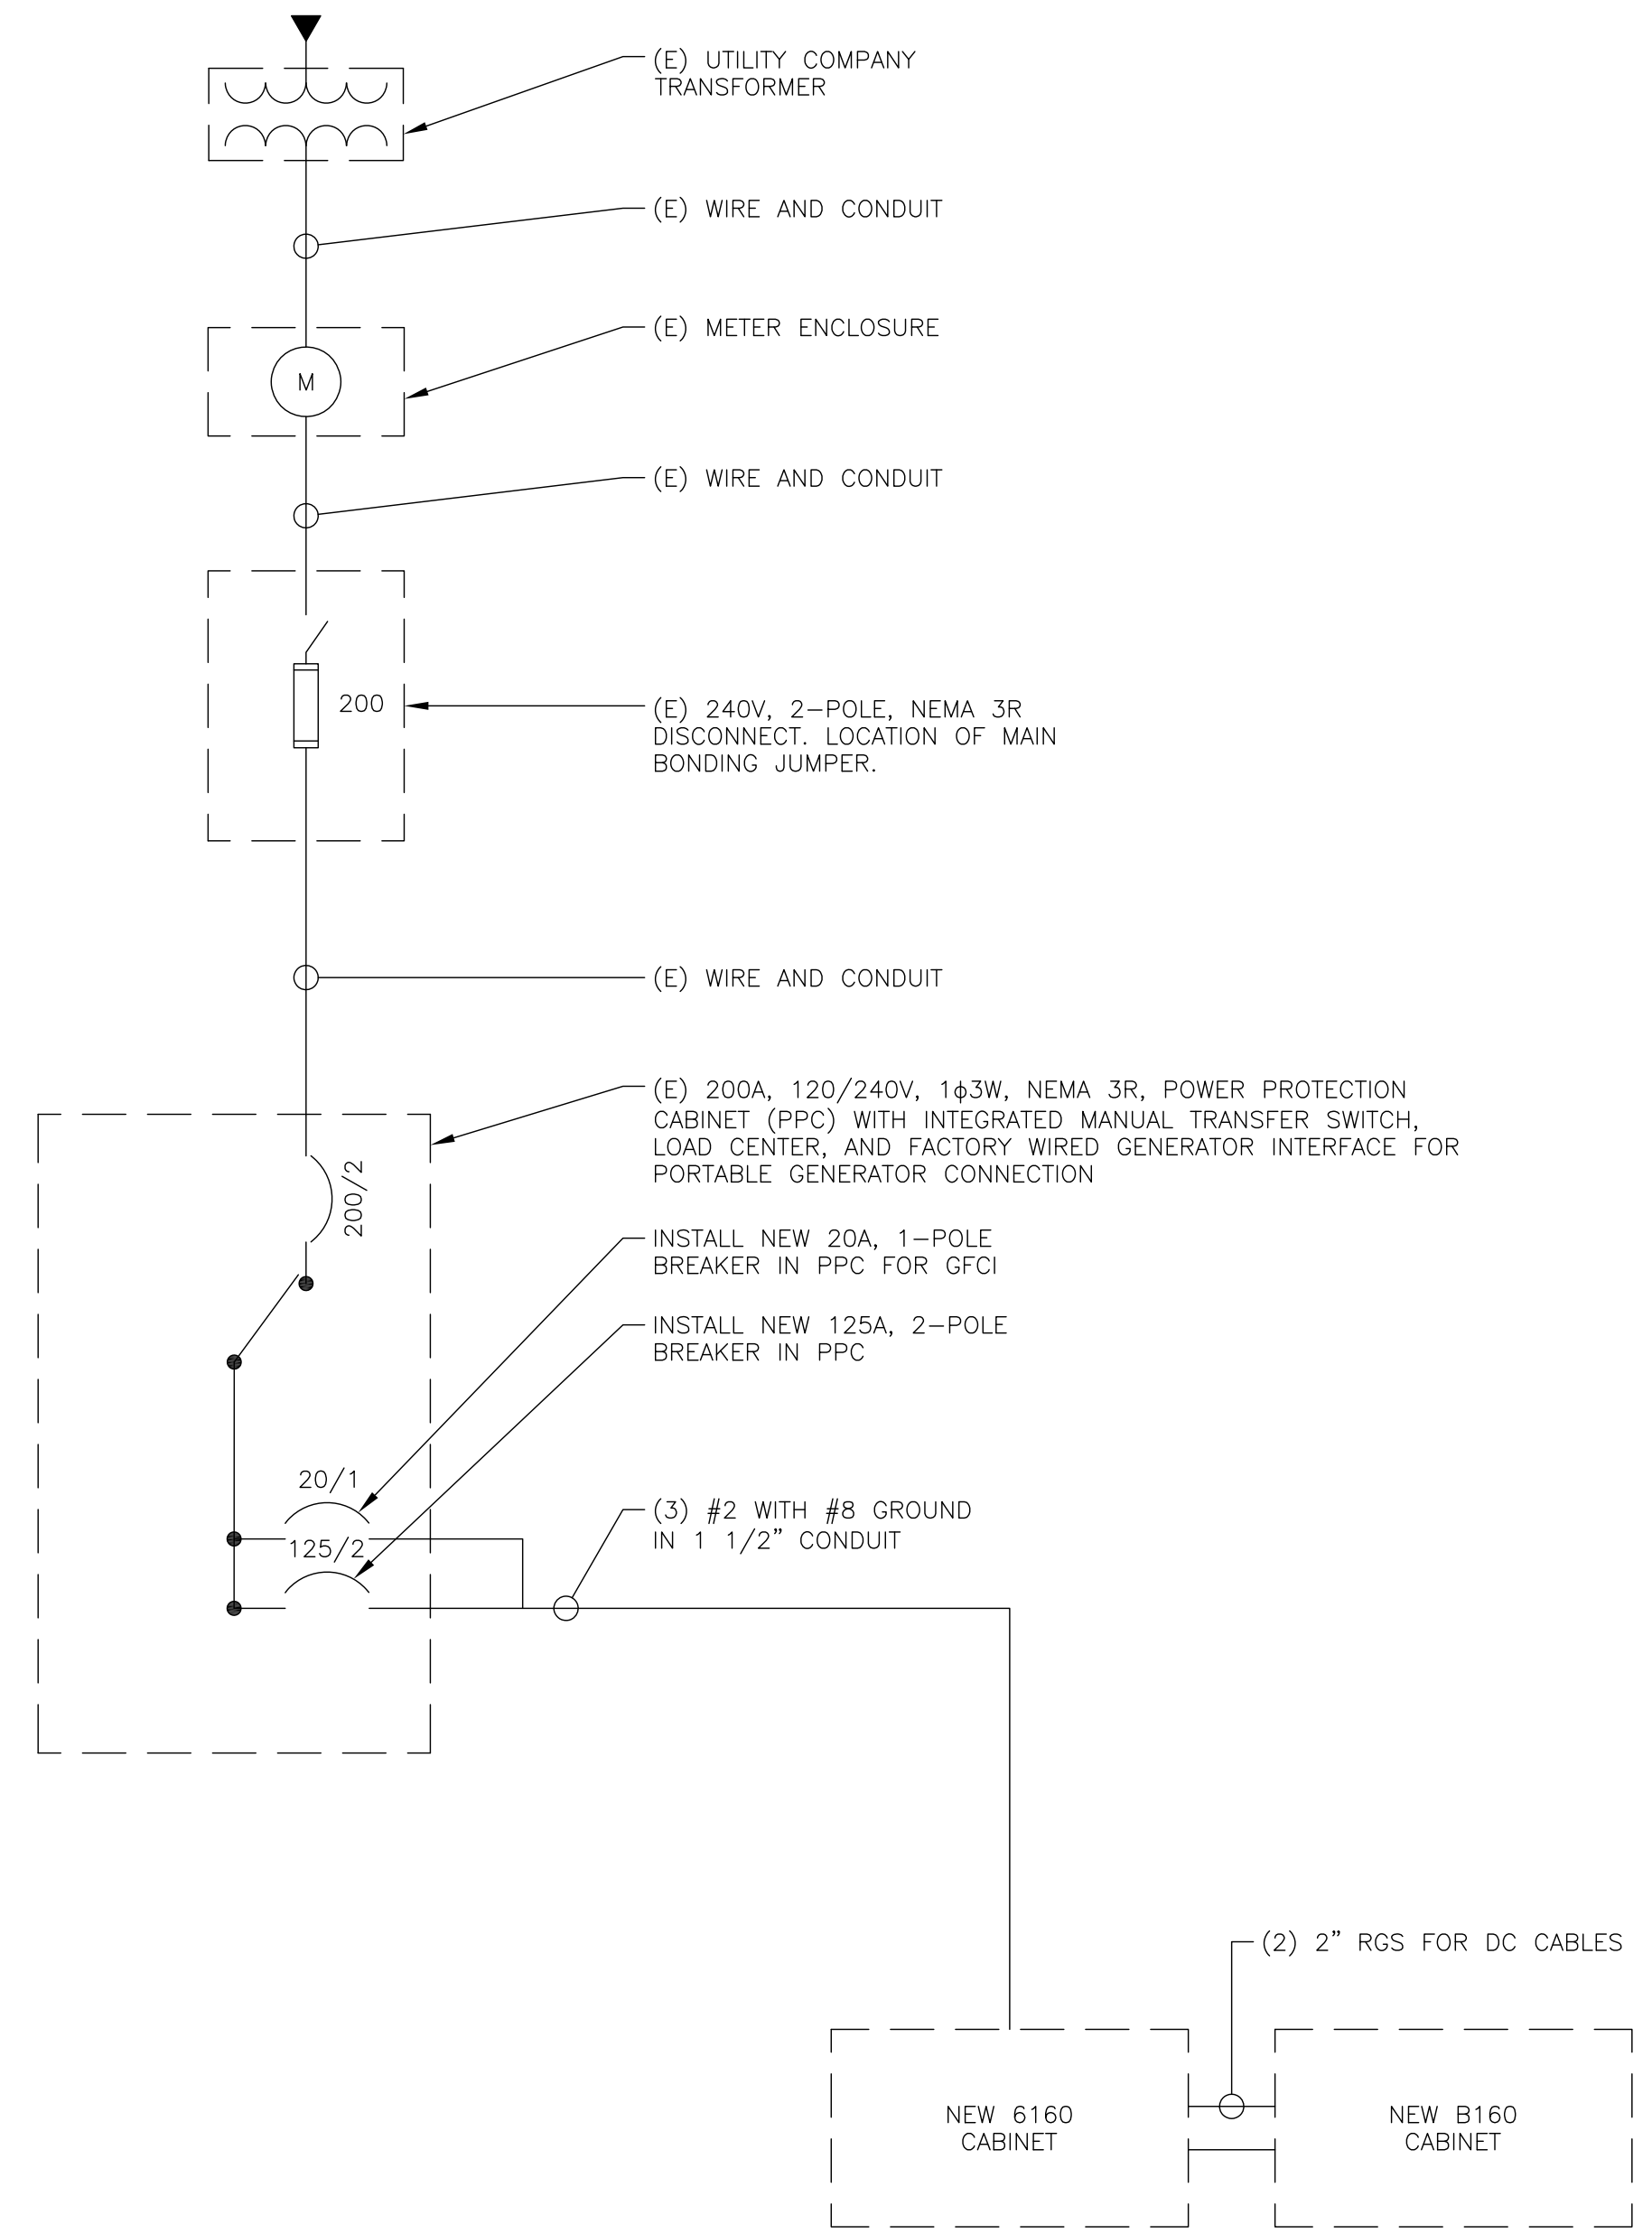 (E) UTILITY COMPANY
TRANSFORMER
(E) WIRE AND CONDUIT
(E) METER ENCLOSURE
M
(E) WIRE AND CONDUIT
200
(E) 240V, 2-POLE, NEMA 3R
DISCONNECT. LOCATION OF MAIN
BONDING JUMPER.
(E) WIRE AND CONDUIT
(E) 200A, 120/240V, 1ϕ3W, NEMA 3R, POWER PROTECTION
CABINET (PPC) WITH INTEGRATED MANUAL TRANSFER SWITCH,
LOAD CENTER, AND FACTORY WIRED GENERATOR INTERFACE FOR
PORTABLE GENERATOR CONNECTION
200/2
INSTALL NEW 20A, 1-POLE
BREAKER IN PPC FOR GFCI
INSTALL NEW 125A, 2-POLE
BREAKER IN PPC
20/1
125/2
(3) #2 WITH #8 GROUND
IN 1 1/2" CONDUIT
(2) 2" RGS FOR DC CABLES
NEW 6160
CABINET
NEW B160
CABINET